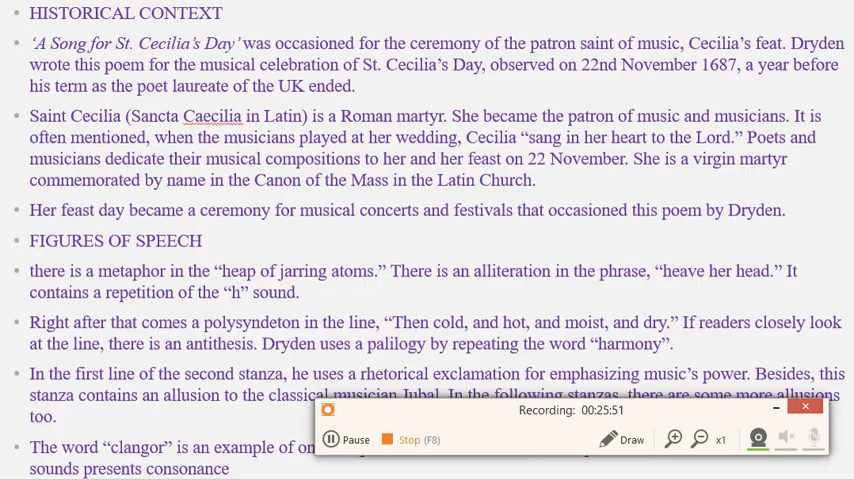 HISTORICAL CONTEXT
'A Song for St. Cecilia's Day' was occasioned for the ceremony of the patron saint of music, Cecilia's feat. Dryden
wrote this poem for the musical celebration of St. Cecilia's Day, observed on 22nd November 1687, a year before
his term as the poet laureate of the UK ended.
Saint Cecilia (Sancta Caecilia in Latin) is a Roman martyr. She became the patron of music and musicians. It is
often mentioned, when the musicians played at her wedding, Cecilia "sang in her heart to the Lord." Poets and
musicians dedicate their musical compositions to her and her feast on 22 November. She is a virgin martyr
commemorated by name in the Canon of the Mass in the Latin Church.
Her feast day became a ceremony for musical concerts and festivals that occasioned this poem by Dryden.
FIGURES OF SPEECH
there is a metaphor in the "heap of jarring atoms." There is an alliteration in the phrase, "heave her head." It
contains a repetition of the "h" sound.
Right after that comes a polysyndeton in the line, "Then cold, and hot, and moist, and dry." If readers closely look
at the line, there is an antithesis. Dryden uses a palilogy by repeating the word "harmony".
In the first line of the second stanza, he uses a rhetorical exclamation for emphasizing music's power. Besides, this
stanza contains an allusion to the classical musician Jubal. In the following stanzas, there are some more allusions
too.
The word "clangor" is an example of
sounds presents consonance
Recording: 00:25:51
Pause Stop (F8) Draw x1